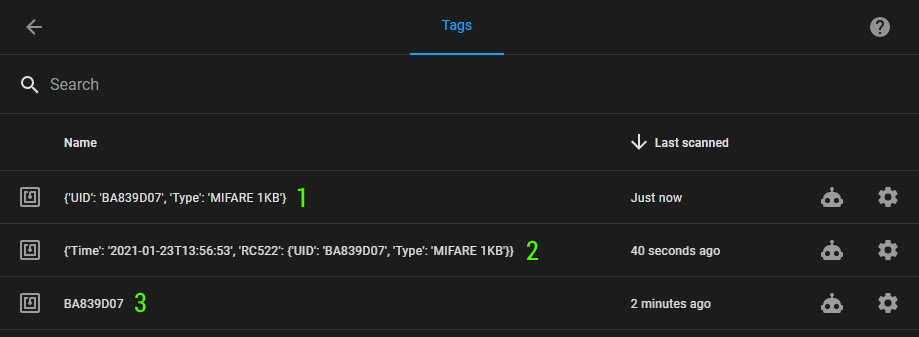 Tags
Search
Name Last scanned
{'UID': 'BA839D07', 'Type': 'MIFARE 1KB'} 1 Just now
{'Time': '2021-01-23T13:56:53', 'RC522': {'UID': 'BA839D07', 'Type': 'MIFARE 1KB'}} 2 40 seconds ago
BA839D07 3 2 minutes ago